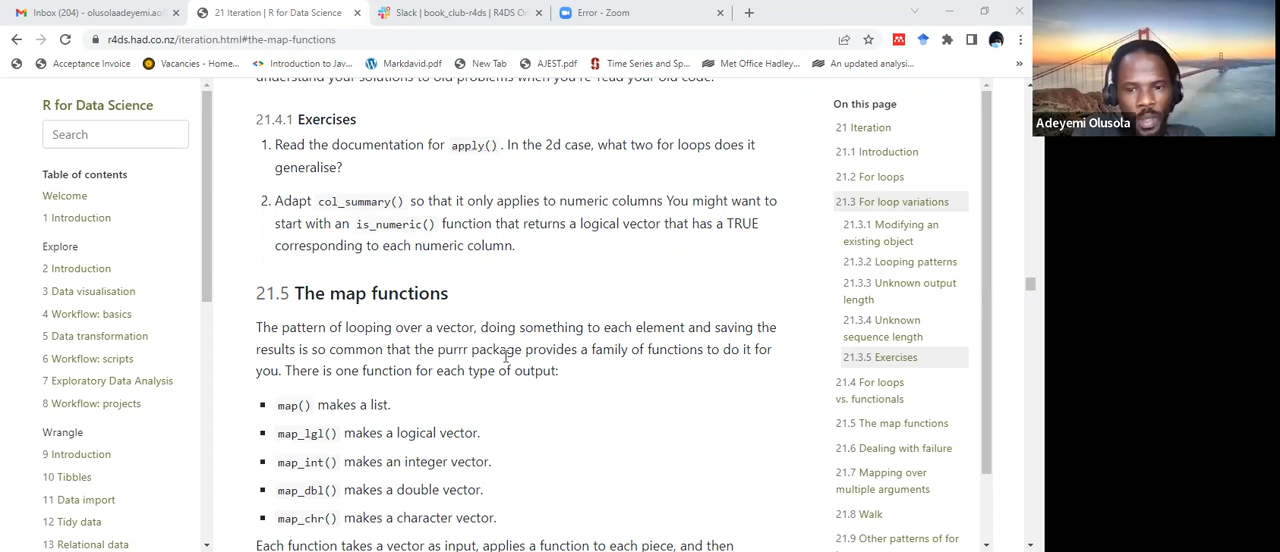 Inbox (204) - olusolaadeyemi.ao
21 Iteration | R for Data Science
Slack | book_club-r4ds | R4DS On
Error - Zoom
r4ds.had.co.nz/iteration.html#the-map-functions
Acceptance Invoice
Vacancies - Home...
Introduction to Jav...
Markdavid.pdf
New Tab
AJEST.pdf
Time Series and Sp...
Met Office Hadley...
An updated analysi...
»
R for Data Science
Search
Table of contents
Welcome
1 Introduction
Explore
2 Introduction
3 Data visualisation
4 Workflow: basics
5 Data transformation
6 Workflow: scripts
7 Exploratory Data Analysis
8 Workflow: projects
Wrangle
9 Introduction
10 Tibbles
11 Data import
12 Tidy data
13 Relational data
understand your solutions to old problems when you re-read your old code.
21.4.1 Exercises
1. Read the documentation for apply(). In the 2d case, what two for loops does it
generalise?
2. Adapt col_summary() so that it only applies to numeric columns You might want to
start with an is_numeric() function that returns a logical vector that has a TRUE
corresponding to each numeric column.
21.5 The map functions
The pattern of looping over a vector, doing something to each element and saving the
results is so common that the purrr package provides a family of functions to do it for
you. There is one function for each type of output:
▪ map() makes a list.
▪ map_lgl() makes a logical vector.
▪ map_int() makes an integer vector.
▪ map_dbl() makes a double vector.
▪ map_chr() makes a character vector.
Each function takes a vector as input, applies a function to each piece, and then
On this page
21 Iteration
21.1 Introduction
21.2 For loops
21.3 For loop variations
21.3.1 Modifying an
existing object
21.3.2 Looping patterns
21.3.3 Unknown output
length
21.3.4 Unknown
sequence length
21.3.5 Exercises
21.4 For loops
vs. functionals
21.5 The map functions
21.6 Dealing with failure
21.7 Mapping over
multiple arguments
21.8 Walk
21.9 Other patterns of for
Adeyemi Olusola